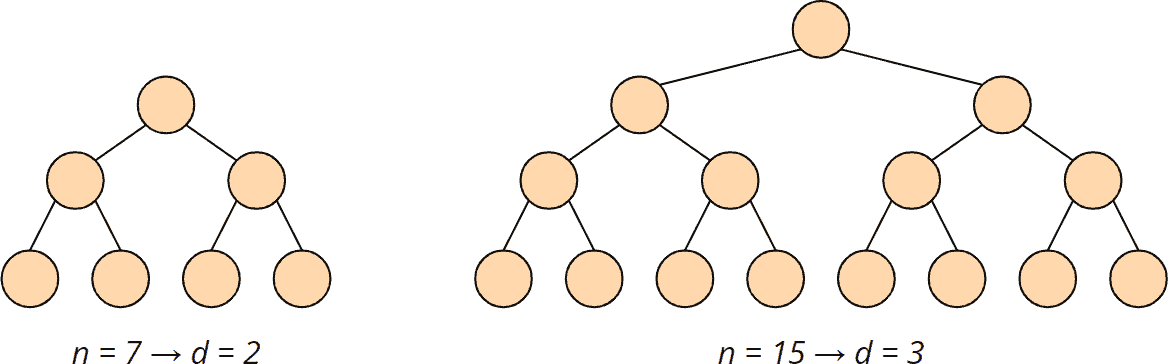 n = 7 → d = 2
n = 15 → d = 3